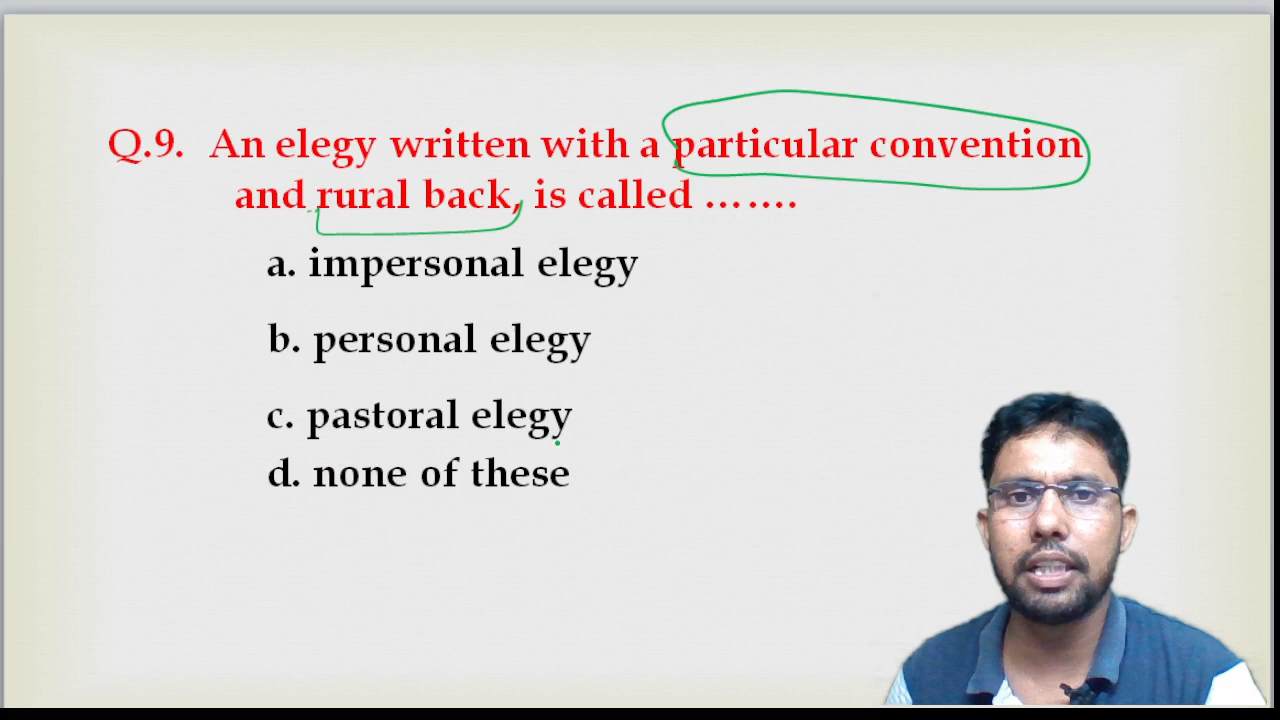 Q.9. An elegy written with a particular convention
and rural back, is called …….
a. impersonal elegy
b. personal elegy
c. pastoral elegy
d. none of these